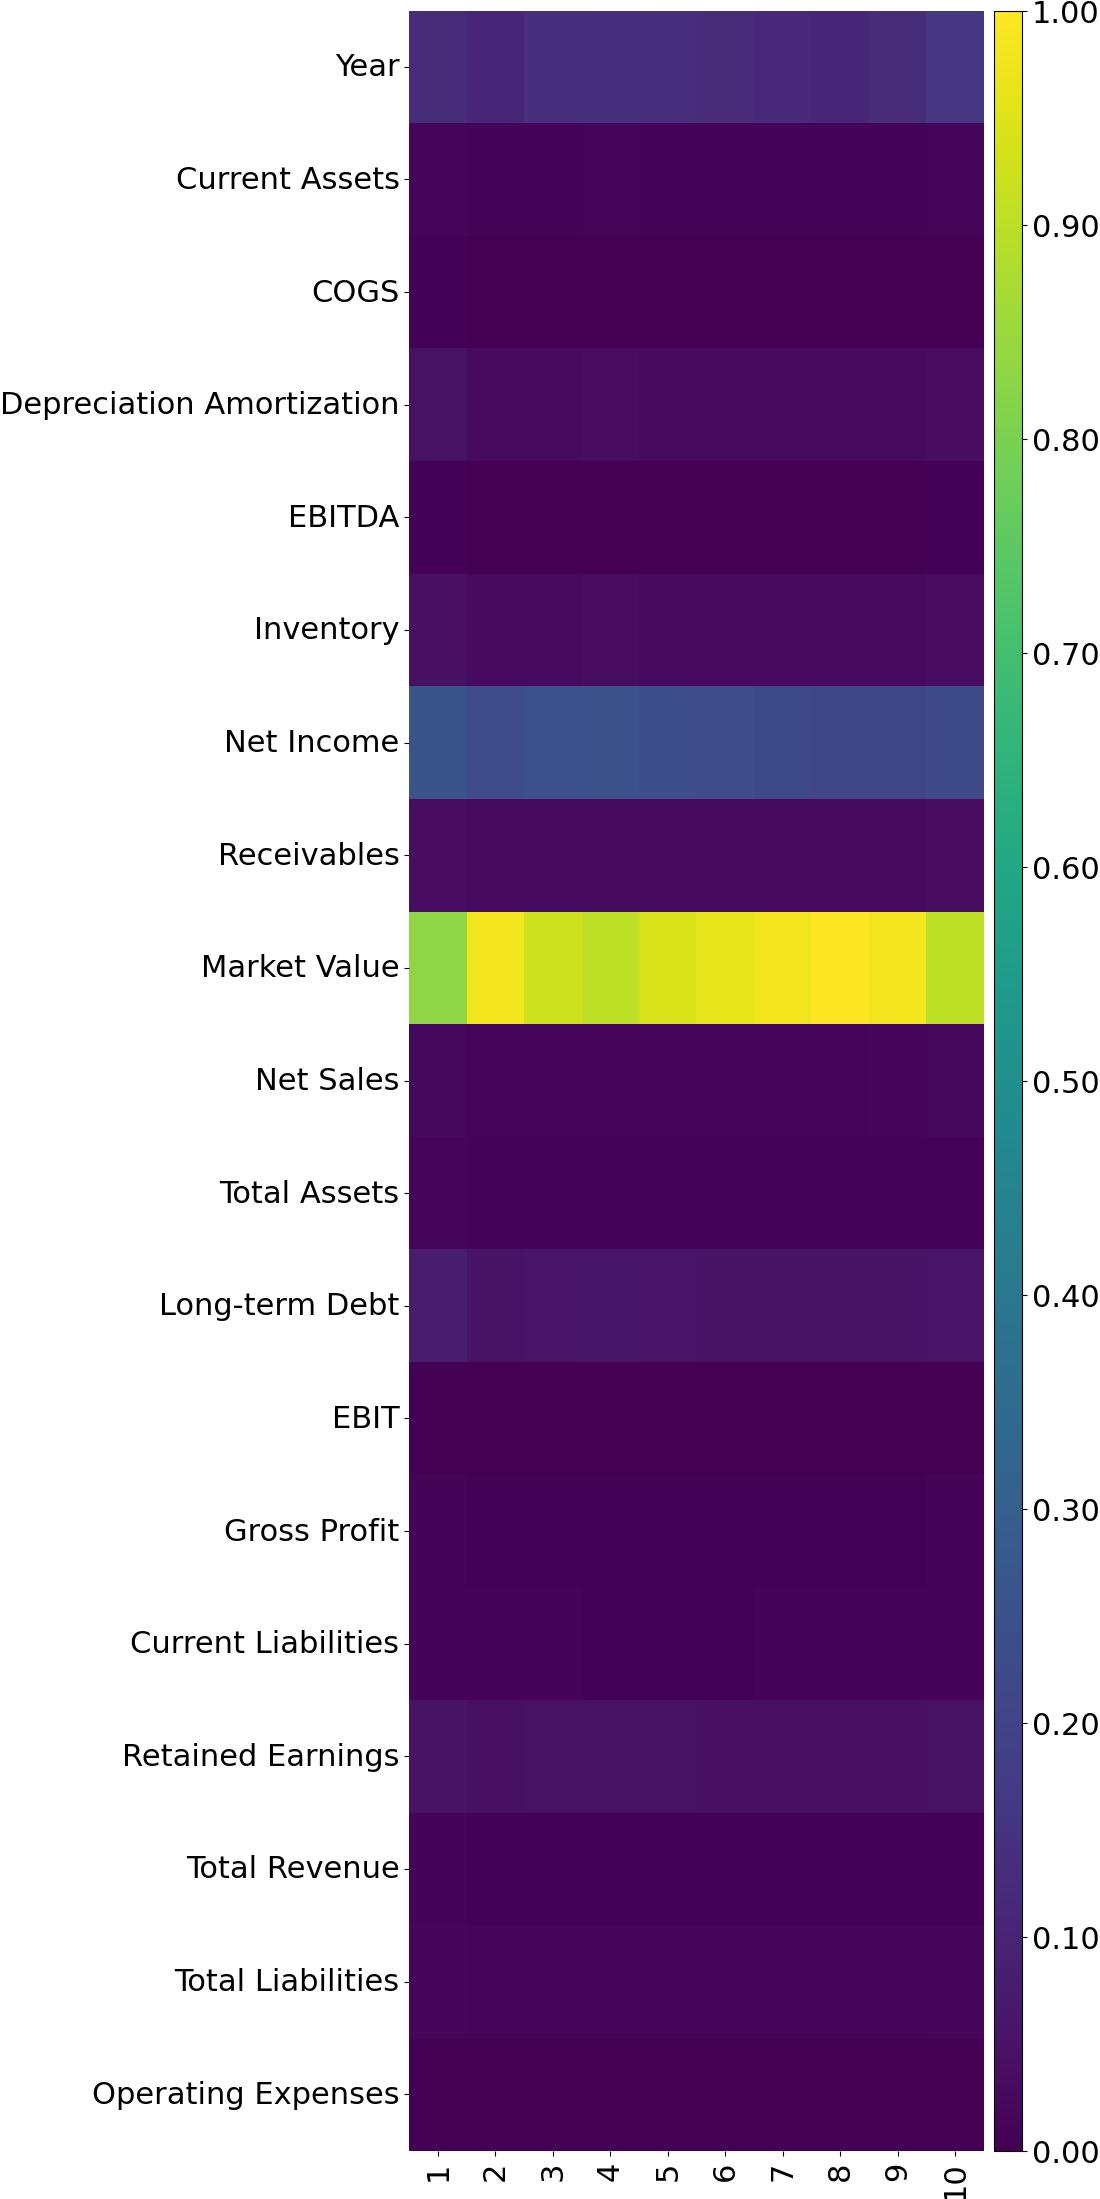 Year
Current Assets
COGS
Depreciation Amortization
EBITDA
Inventory
Net Income
Receivables
Market Value
Net Sales
Total Assets
Long-term Debt
EBIT
Gross Profit
Current Liabilities
Retained Earnings
Total Revenue
Total Liabilities
Operating Expenses
1 2 3 4 5 6 7 8 9 10
1.00
0.90
0.80
0.70
0.60
0.50
0.40
0.30
0.20
0.10
0.00